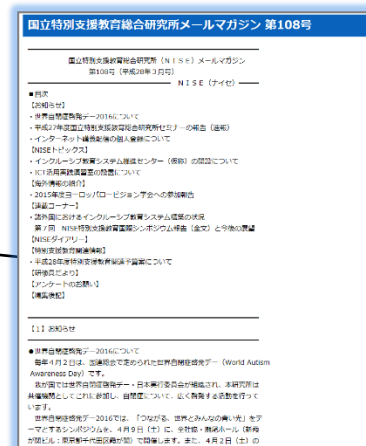 国立特別支援教育総合研究所メールマガジン 第108号
国立特別支援教育総合研究所（NISE）メールマガジン
第108号（平成28年3月号）
NISE（ナイセ）
■目次
【お知らせ】
・世界自閉症啓発デー2016について
・平成27年度国立特別支援教育総合研究所セミナーの報告（速報）
・インターネット講義配信の個人登録について
【NISEトピックス】
・インクルーシブ教育システム推進センター（仮称）の開設について
・ICT活用実践演習室の設置について
【海外情報の紹介】
・2015年度ヨーロッパロービジョン学会への参加報告
【連載コーナー】
・諸外国におけるインクルーシブ教育システム構築の状況
第7回 NISE特別支援教育国際シンポジウム報告（全文）と今後の展望
【NISEダイアリー】
【特別支援教育関連情報】
・平成28年度特別支援教育関連予算案について
【研修員だより】
【アンケートのお願い】
【編集後記】
【1】お知らせ
●世界自閉症啓発デー2016について
毎年4月2日は、国連総会で定められた世界自閉症啓発デー（World Autism
Awareness Day）です。
我が国では世界自閉症啓発デー・日本実行委員会が組織され、本研究所は
共催機関としてこれに参加し、自閉症について、広く啓発する活動を行って
います。
世界自閉症啓発デー2016では、「つながる、世界とみんなの青い光」をテ
ーマとするシンポジウムを、4月9日（土）に、全社協・灘尾ホール（新霞
が関ビル：東京都千代田区霞が関）で開催します。また、4月2日（土）の